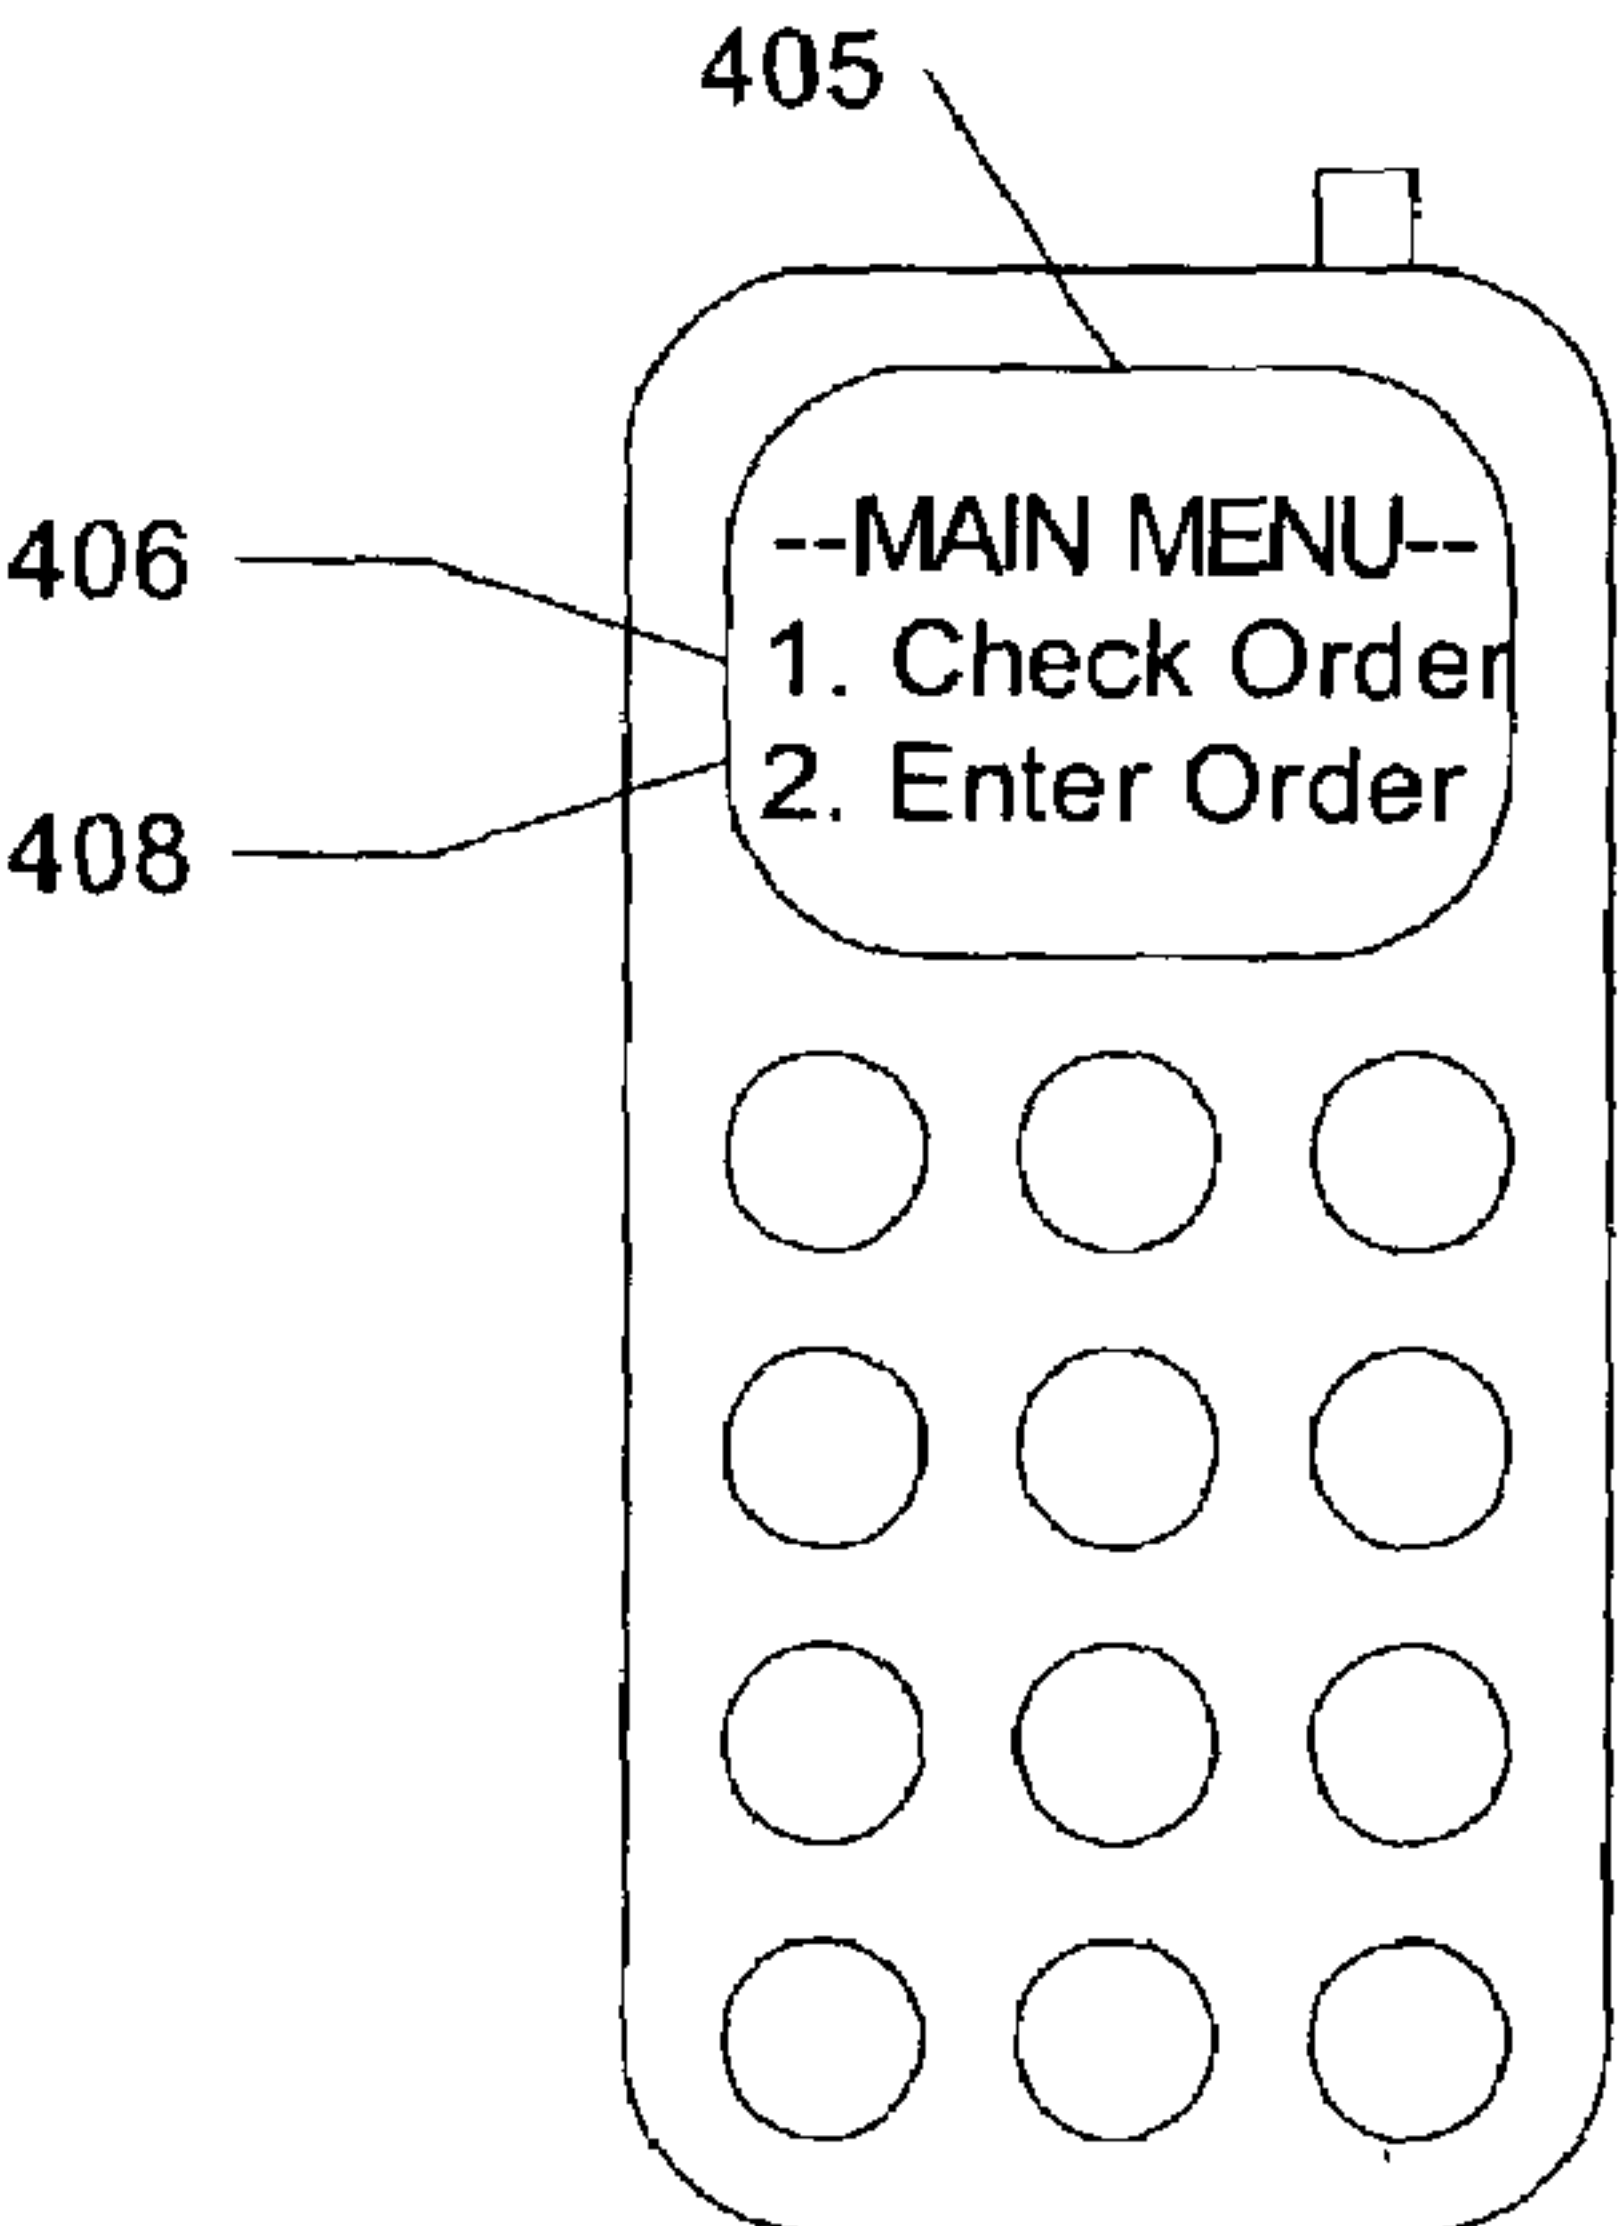 405
--MAIN MENU--
406
1. Check Order
2. Enter Order
408